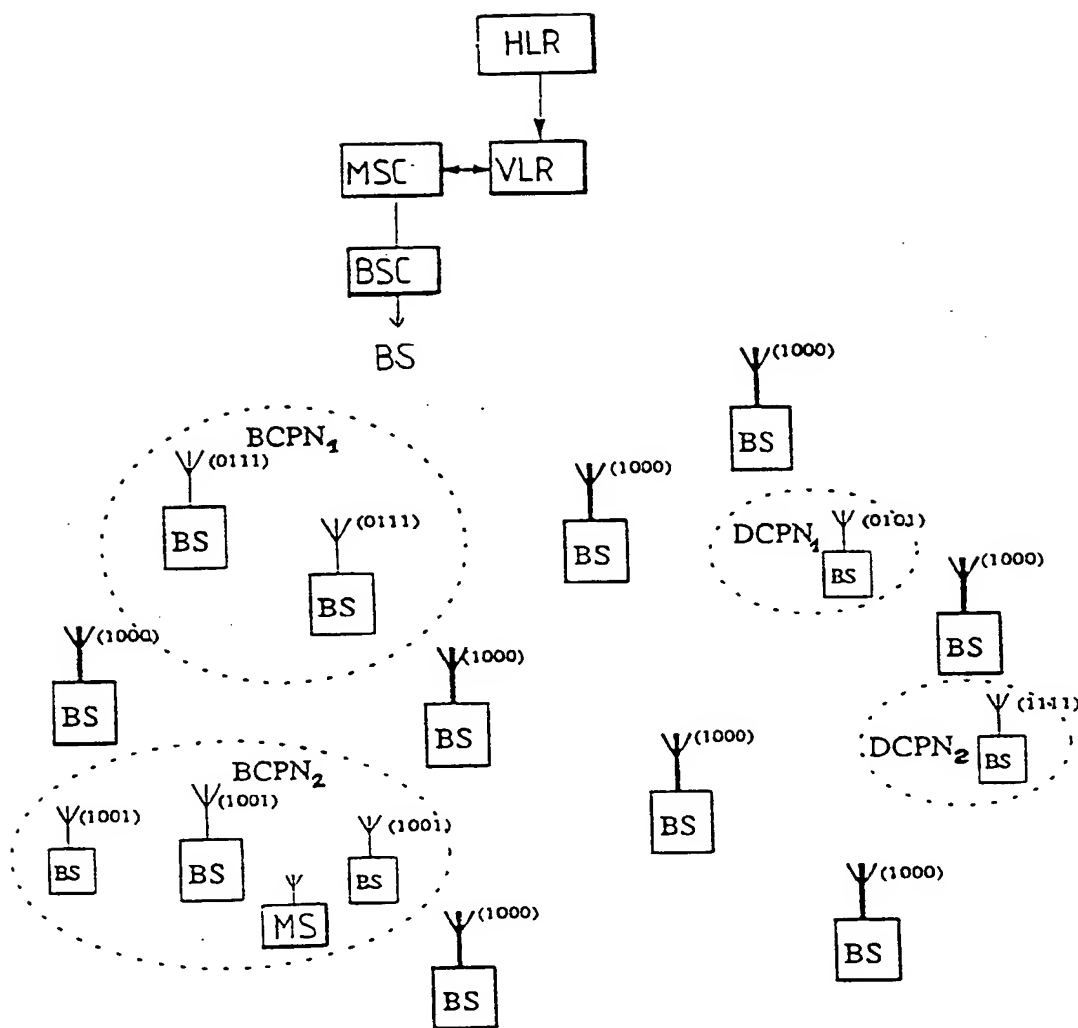 HLR
MSC
VLR
BSC
BS
(1000)
BS
BCPN₁
(0111)
BS
(0111)
BS
(1000)
BS
DCPN₁
(0101)
BS
(1000)
BS
(1000)
BS
(1000)
BS
(1111)
DCPN₂
BS
(1000)
BS
BCPN₂
(1001)
BS
(1001)
BS
(1001)
BS
MS
(1000)
BS
(1000)
BS